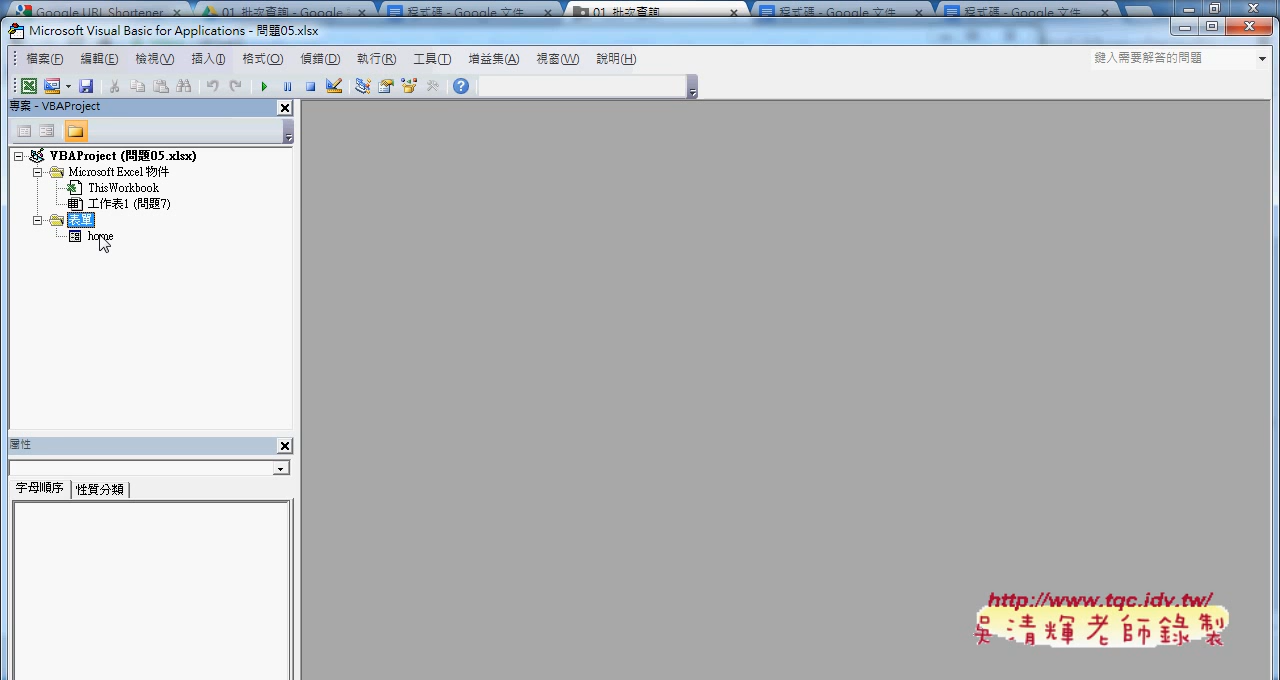 Google URL Shortener
01_批次查詢 - Google
程式碼 - Google 文件
01_批次查詢
程式碼 - Google 文件
程式碼 - Google 文件
Microsoft Visual Basic for Applications - 問題05.xlsx
檔案(F) 編輯(E) 檢視(V) 插入(I) 格式(O) 偵錯(D) 執行(R) 工具(T) 增益集(A) 視窗(W) 說明(H)
鍵入需要解答的問題
專案 - VBAProject
VBAProject (問題05.xlsx)
Microsoft Excel 物件
ThisWorkbook
工作表1 (問題7)
表單
home
屬性
字母順序 性質分類
http://www.tqc.idv.tw/
吳清輝老師錄製